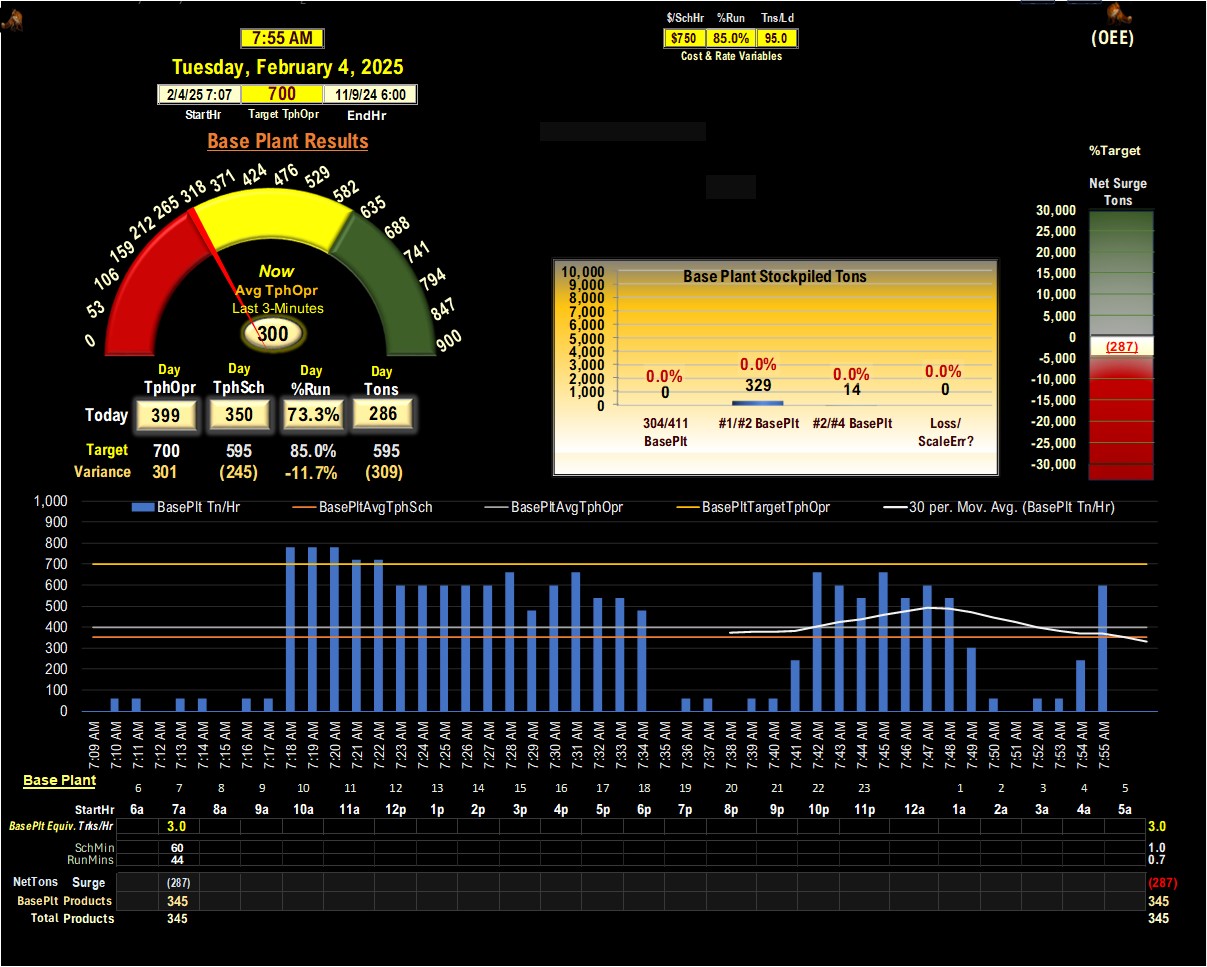 $/SchHr %Run Tns/Ld
7:55 AM
$750 85.0% 95.0
(OEE)
Cost & Rate Variables
Tuesday, February 4, 2025
2/4/25 7:07 700 11/9/24 6:00
StartHr Target TphOpr EndHr
Base Plant Results
0 53 106 159 212 265 318 371 424 476 529 582 635 688 741 794 847 900
Now
Avg TphOpr
Last 3-Minutes
300
Day Day Day Day
TphOpr TphSch %Run Tons
Today 399 350 73.3% 286
Target 700 595 85.0% 595
Variance 301 (245) -11.7% (309)
Base Plant Stockpiled Tons
10,000
9,000
8,000
7,000
6,000
5,000
4,000
3,000
2,000
1,000
0
0.0% 0.0% 0.0% 0.0%
0 329 14 0
304/411 #1/#2 BasePlt #2/#4 BasePlt Loss/
BasePlt ScaleErr?
%Target
Net Surge
Tons
30,000
25,000
20,000
15,000
10,000
5,000
0
(287)
-5,000
-10,000
-15,000
-20,000
-25,000
-30,000
BasePlt Tn/Hr BasePltAvgTphSch BasePltAvgTphOpr BasePltTargetTphOpr 30 per. Mov. Avg. (BasePlt Tn/Hr)
1,000
900
800
700
600
500
400
300
200
100
0
7:09 AM 7:10 AM 7:11 AM 7:12 AM 7:13 AM 7:14 AM 7:15 AM 7:16 AM 7:17 AM 7:18 AM 7:19 AM 7:20 AM 7:21 AM 7:22 AM 7:23 AM 7:24 AM 7:25 AM 7:26 AM 7:27 AM 7:28 AM 7:29 AM 7:30 AM 7:31 AM 7:32 AM 7:33 AM 7:34 AM 7:35 AM 7:36 AM 7:37 AM 7:38 AM 7:39 AM 7:40 AM 7:41 AM 7:42 AM 7:43 AM 7:44 AM 7:45 AM 7:46 AM 7:47 AM 7:48 AM 7:49 AM 7:50 AM 7:51 AM 7:52 AM 7:53 AM 7:54 AM 7:55 AM
Base Plant
6 7 8 9 10 11 12 13 14 15 16 17 18 19 20 21 22 23 1 2 3 4 5
StartHr 6a 7a 8a 9a 10a 11a 12p 1p 2p 3p 4p 5p 6p 7p 8p 9p 10p 11p 12a 1a 2a 3a 4a 5a
BasePlt Equiv. Trks/Hr 3.0 3.0
SchMin 60 1.0
RunMins 44 0.7
NetTons Surge (287) (287)
BasePlt Products 345 345
Total Products 345 345